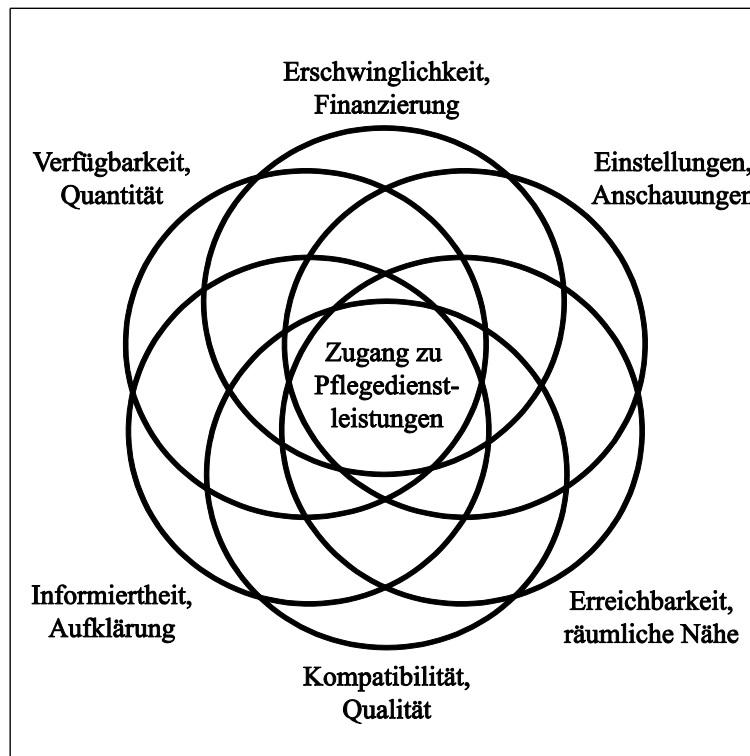 Erschwinglichkeit,
Finanzierung
Verfügbarkeit,
Quantität
Einstellungen,
Anschauungen
Zugang zu
Pflegedienst-
leistungen
Informiertheit,
Aufklärung
Erreichbarkeit,
räumliche Nähe
Kompatibilität,
Qualität